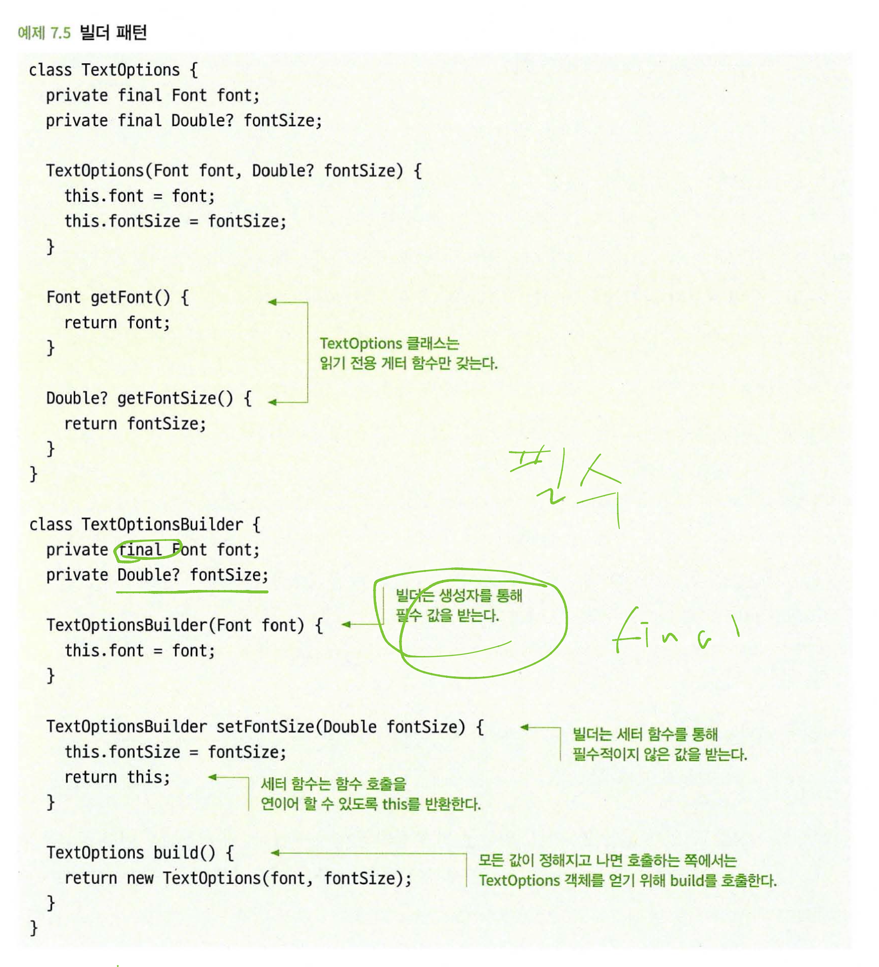 예제 7.5 빌더 패턴
class TextOptions {
private final Font font;
private final Double? fontSize;
TextOptions(Font font, Double? fontSize) {
this.font = font;
this.fontSize = fontSize;
}
Font getFont() {
return font;
}
TextOptions 클래스는
읽기 전용 게터 함수만 갖는다.
Double? getFontSize() {
return fontSize;
}
}
필수
class TextOptionsBuilder {
private final Font font;
private Double? fontSize;
빌더는 생성자를 통해
필수 값을 받는다.
TextOptionsBuilder(Font font) {
this.font = font;
}
final
TextOptionsBuilder setFontSize(Double fontSize) {
this.fontSize = fontSize;
return this;
}
빌더는 세터 함수를 통해
필수적이지 않은 값을 받는다.
세터 함수는 함수 호출을
연이어 할 수 있도록 this를 반환한다.
TextOptions build() {
return new TextOptions(font, fontSize);
}
}
모든 값이 정해지고 나면 호출하는 쪽에서는
TextOptions 객체를 얻기 위해 build를 호출한다.